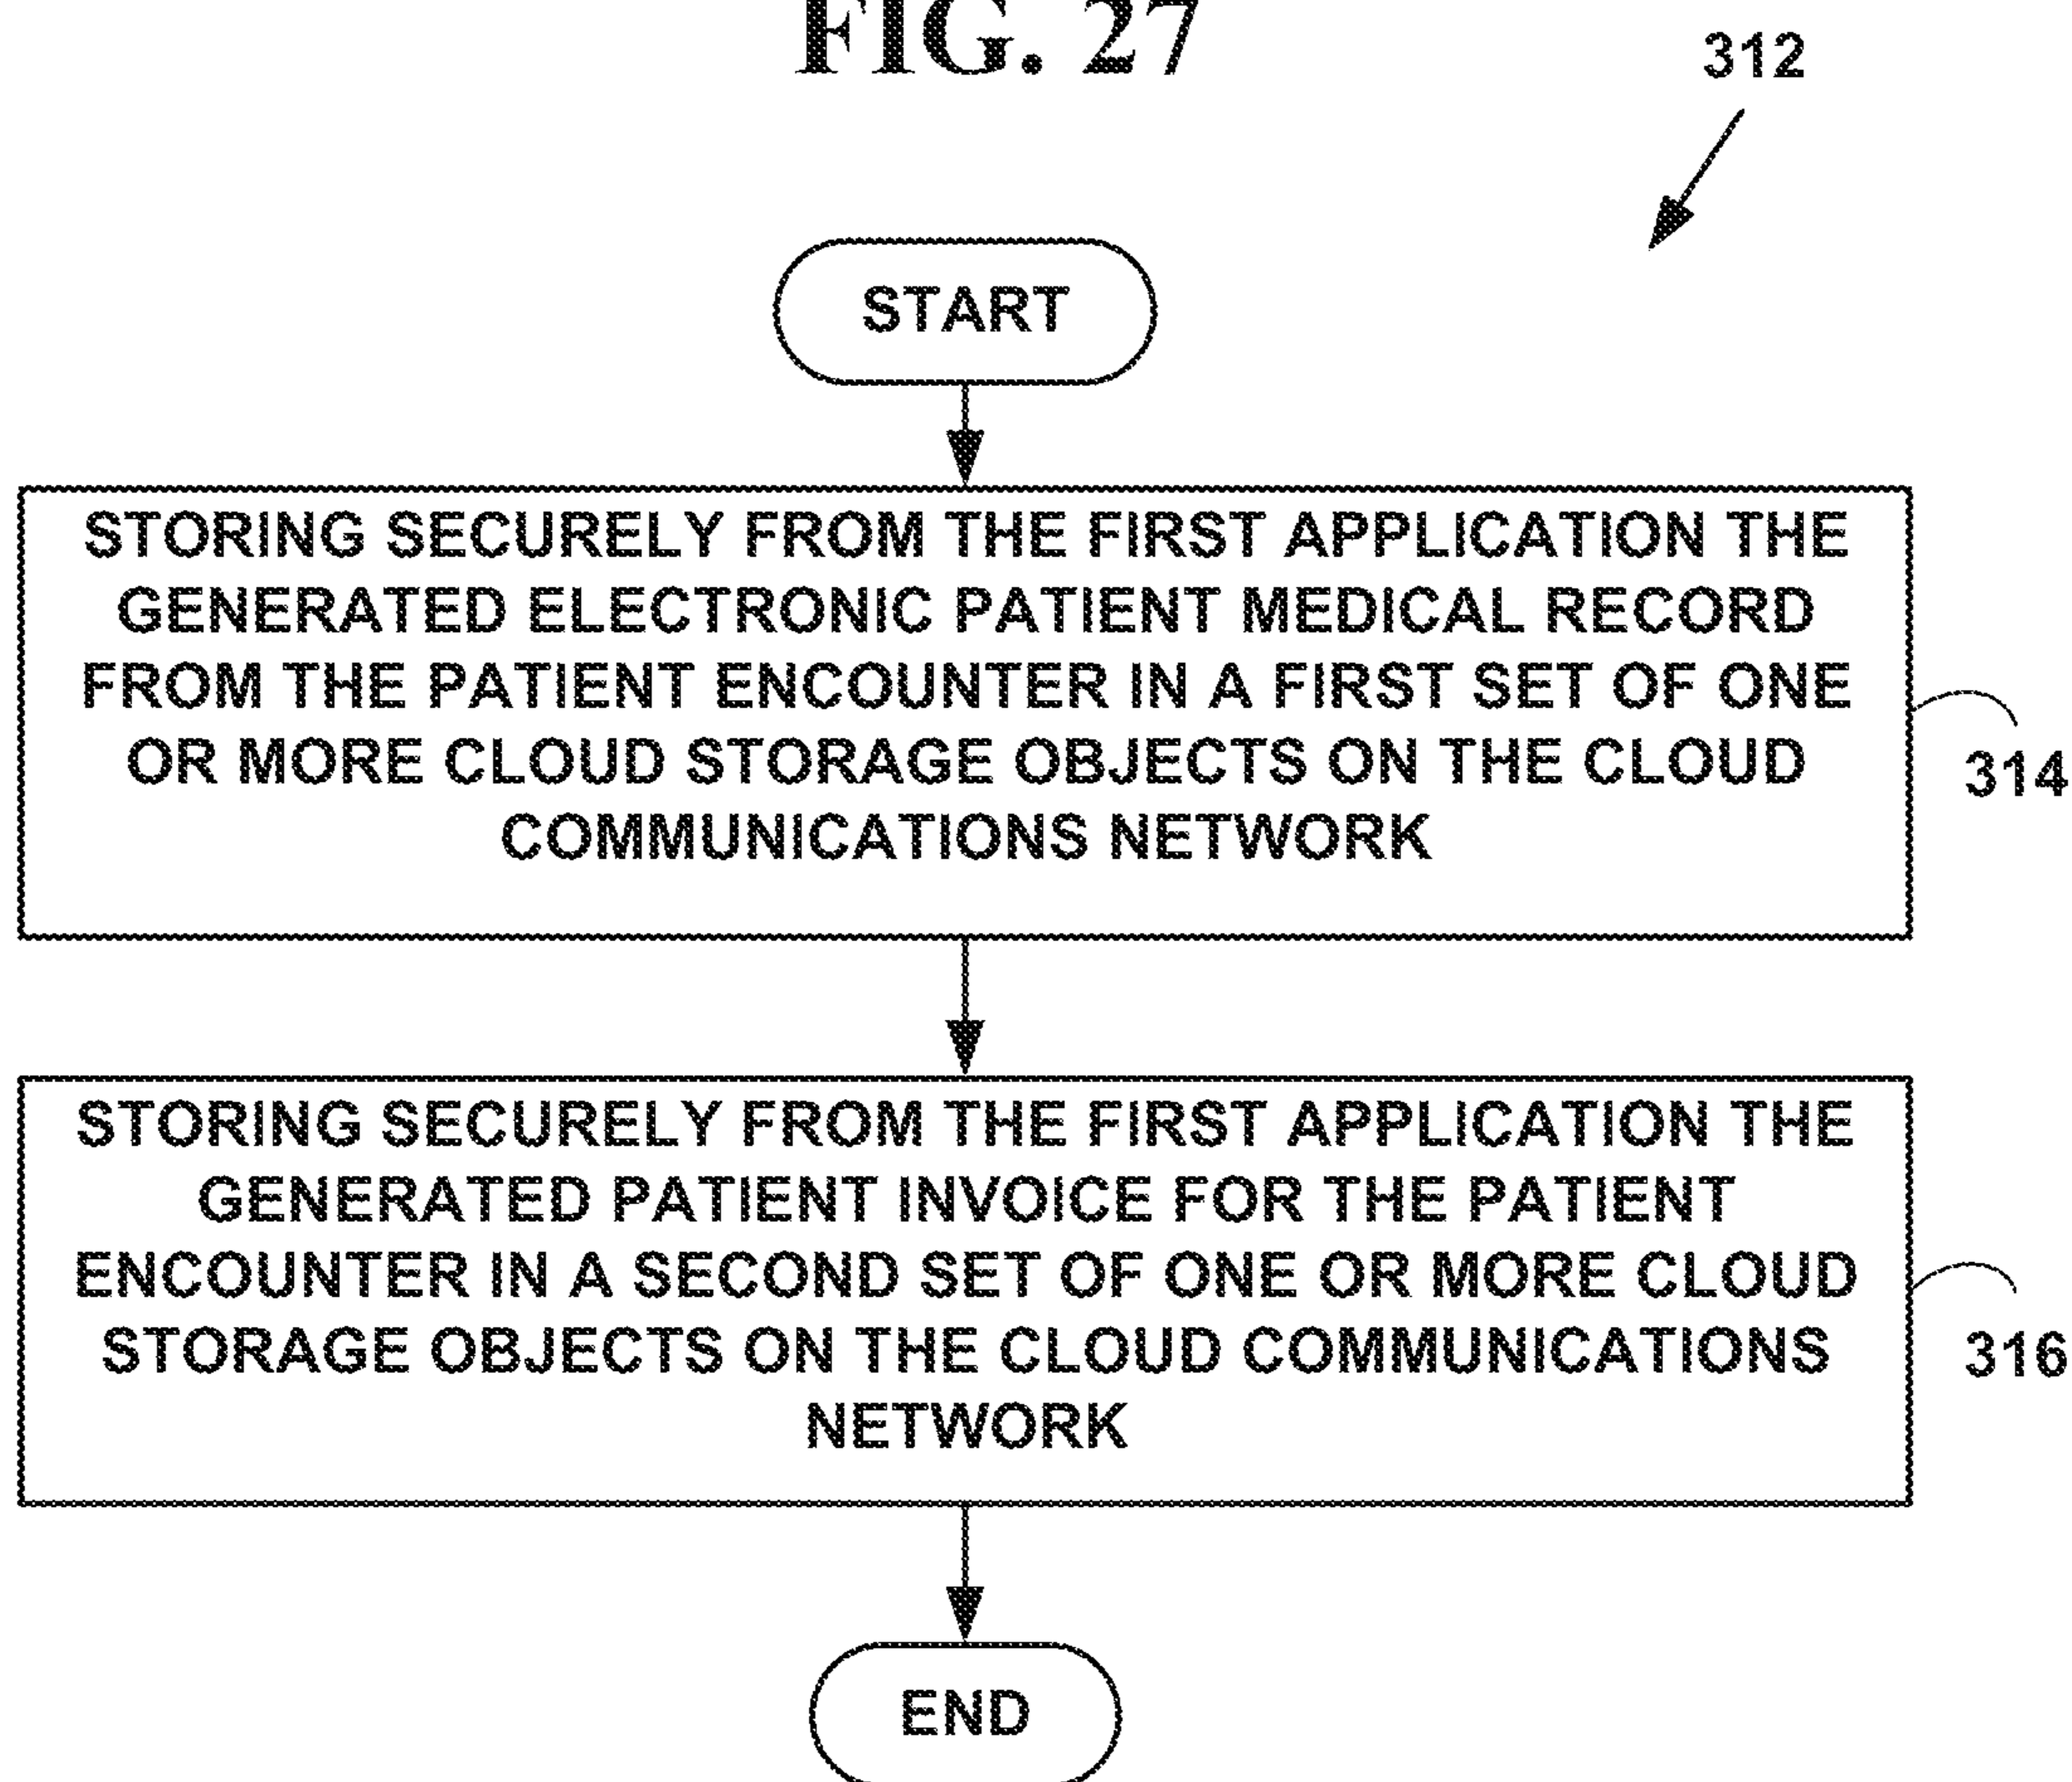 FIG. 27
312
START
STORING SECURELY FROM THE FIRST APPLICATION THE
GENERATED ELECTRONIC PATIENT MEDICAL RECORD
FROM THE PATIENT ENCOUNTER IN A FIRST SET OF ONE
OR MORE CLOUD STORAGE OBJECTS ON THE CLOUD
COMMUNICATIONS NETWORK
314
STORING SECURELY FROM THE FIRST APPLICATION THE
GENERATED PATIENT INVOICE FOR THE PATIENT
ENCOUNTER IN A SECOND SET OF ONE OR MORE CLOUD
STORAGE OBJECTS ON THE CLOUD COMMUNICATIONS
NETWORK
316
END